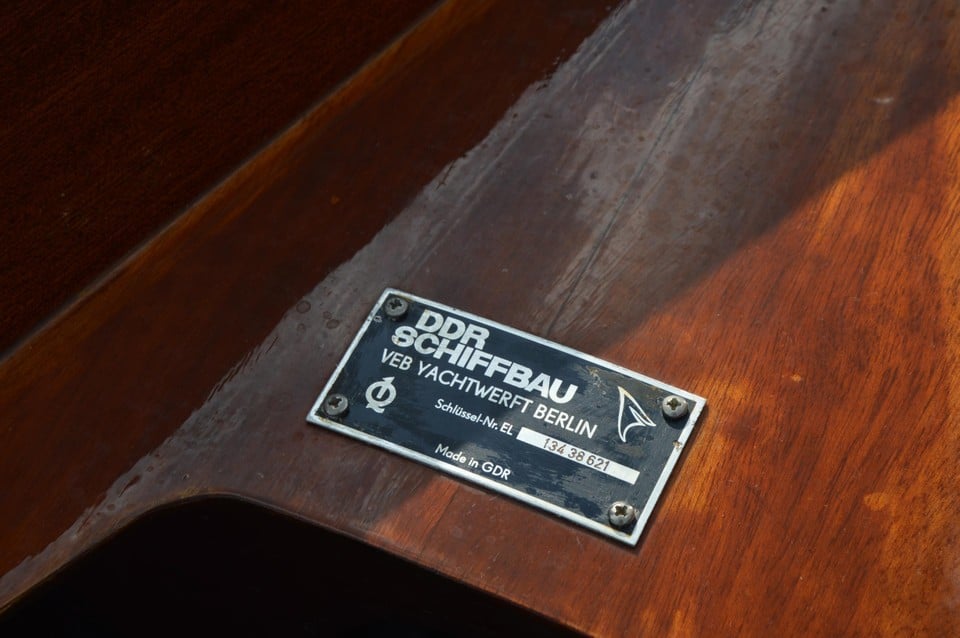 DDR
SCHIFFBAU
VEB YACHTWERFT BERLIN
Schlüssel-Nr. EL 134 38 621
Made in GDR